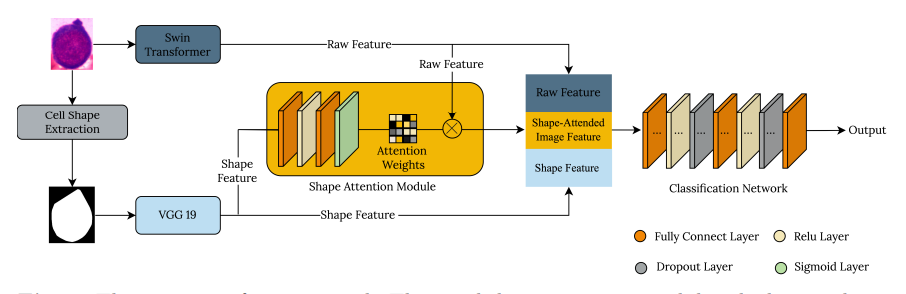 Swin
Transformer
Raw Feature
Raw Feature
Cell Shape
Extraction
Shape
Feature
Attention
Weights
Shape Attention Module
Raw Feature
Shape-Attended
Image Feature
Shape Feature
...
...
...
...
...
...
Output
Classification Network
VGG 19
Shape Feature
Fully Connect Layer
Relu Layer
Dropout Layer
Sigmoid Layer